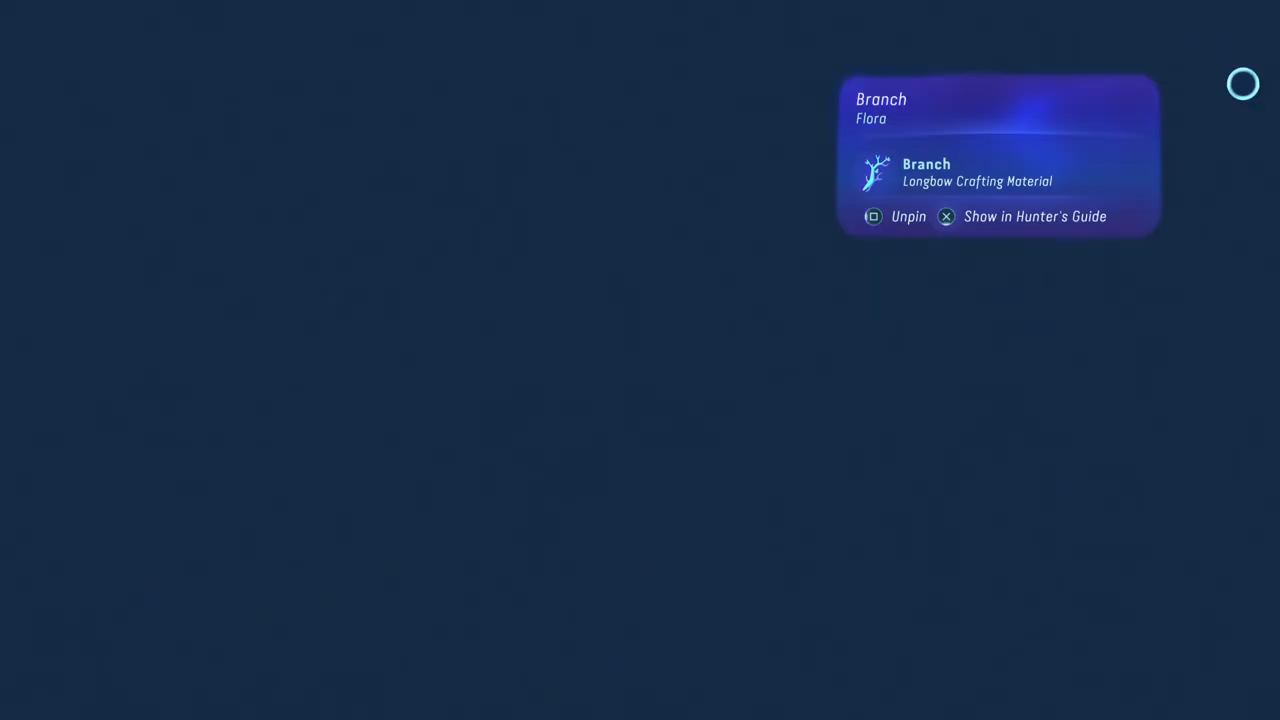 Branch
Flora
Branch
Longbow Crafting Material
Unpin Show in Hunter's Guide